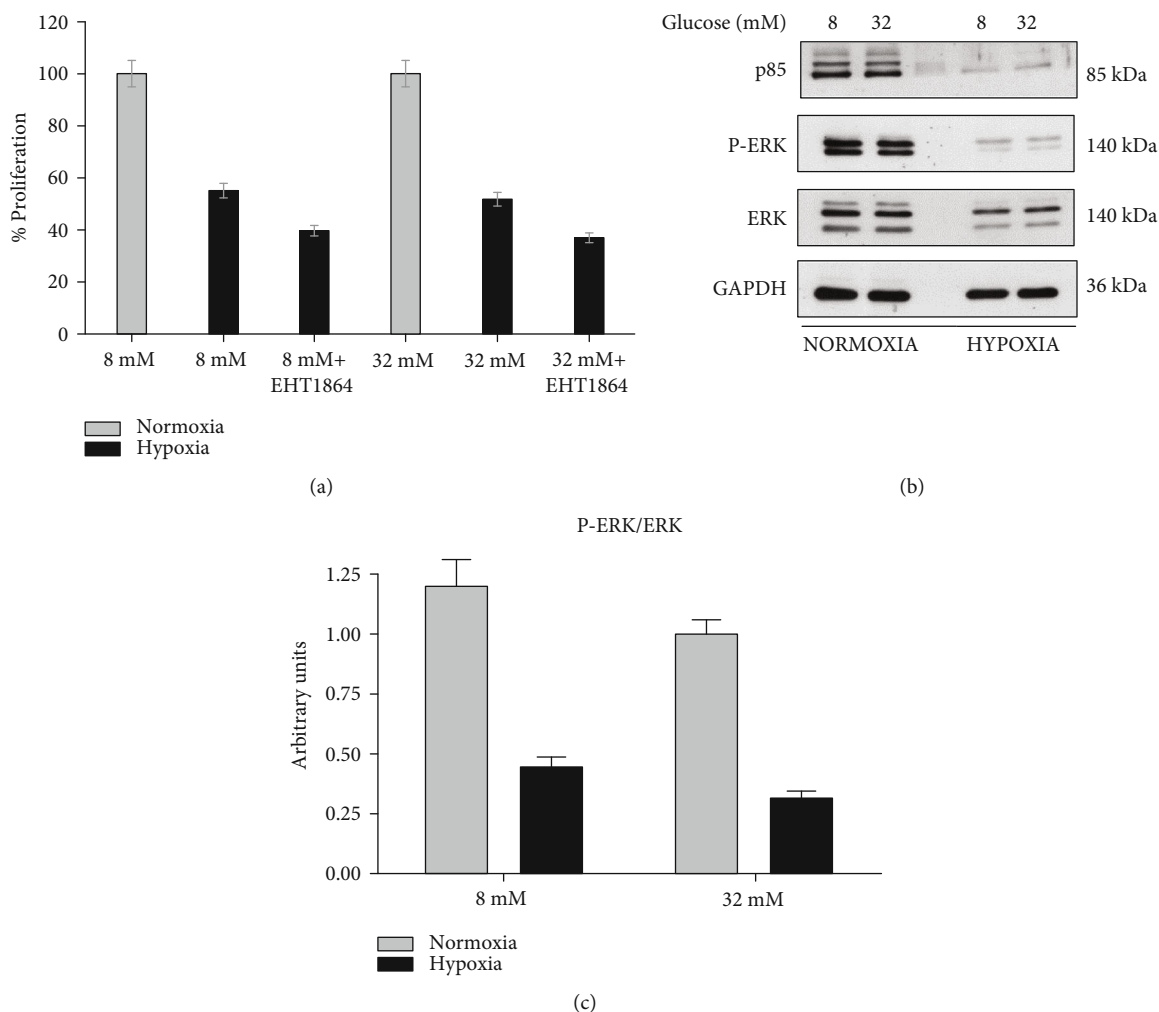 120
100
80
60
40
20
0
% Proliferation
8 mM
8 mM
8 mM+
EHT1864
32 mM
32 mM
32 mM+
EHT1864
Normoxia
Hypoxia
(a)
Glucose (mM) 8 32 8 32
p85 85 kDa
P-ERK 140 kDa
ERK 140 kDa
GAPDH 36 kDa
NORMOXIA HYPOXIA
(b)
P-ERK/ERK
1.25
1.00
0.75
0.50
0.25
0.00
Arbitrary units
8 mM 32 mM
Normoxia
Hypoxia
(c)